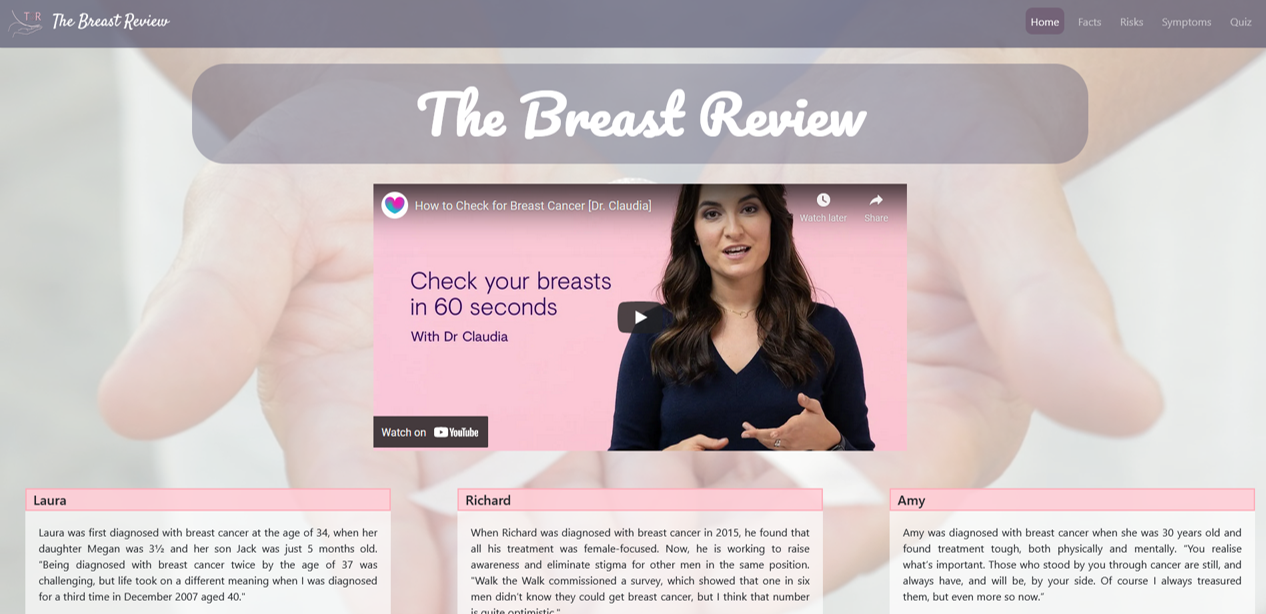 T R The Breast Review
Home Facts Risks Symptoms Quiz
The Breast Review
How to Check for Breast Cancer [Dr. Claudia]
Watch later Share
Check your breasts
in 60 seconds
With Dr Claudia
Watch on YouTube
Laura
Laura was first diagnosed with breast cancer at the age of 34, when her
daughter Megan was 3½ and her son Jack was just 5 months old.
“Being diagnosed with breast cancer twice by the age of 37 was
challenging, but life took on a different meaning when I was diagnosed
for a third time in December 2007 aged 40.”
Richard
When Richard was diagnosed with breast cancer in 2015, he found that
all his treatment was female-focused. Now, he is working to raise
awareness and eliminate stigma for other men in the same position.
“Walk the Walk commissioned a survey, which showed that one in six
men didn’t know they could get breast cancer, but I think that number
is quite optimistic.”
Amy
Amy was diagnosed with breast cancer when she was 30 years old and
found treatment tough, both physically and mentally. “You realise
what’s important. Those who stood by you through cancer are still, and
always have, and will be, by your side. Of course I always treasured
them, but even more so now.”